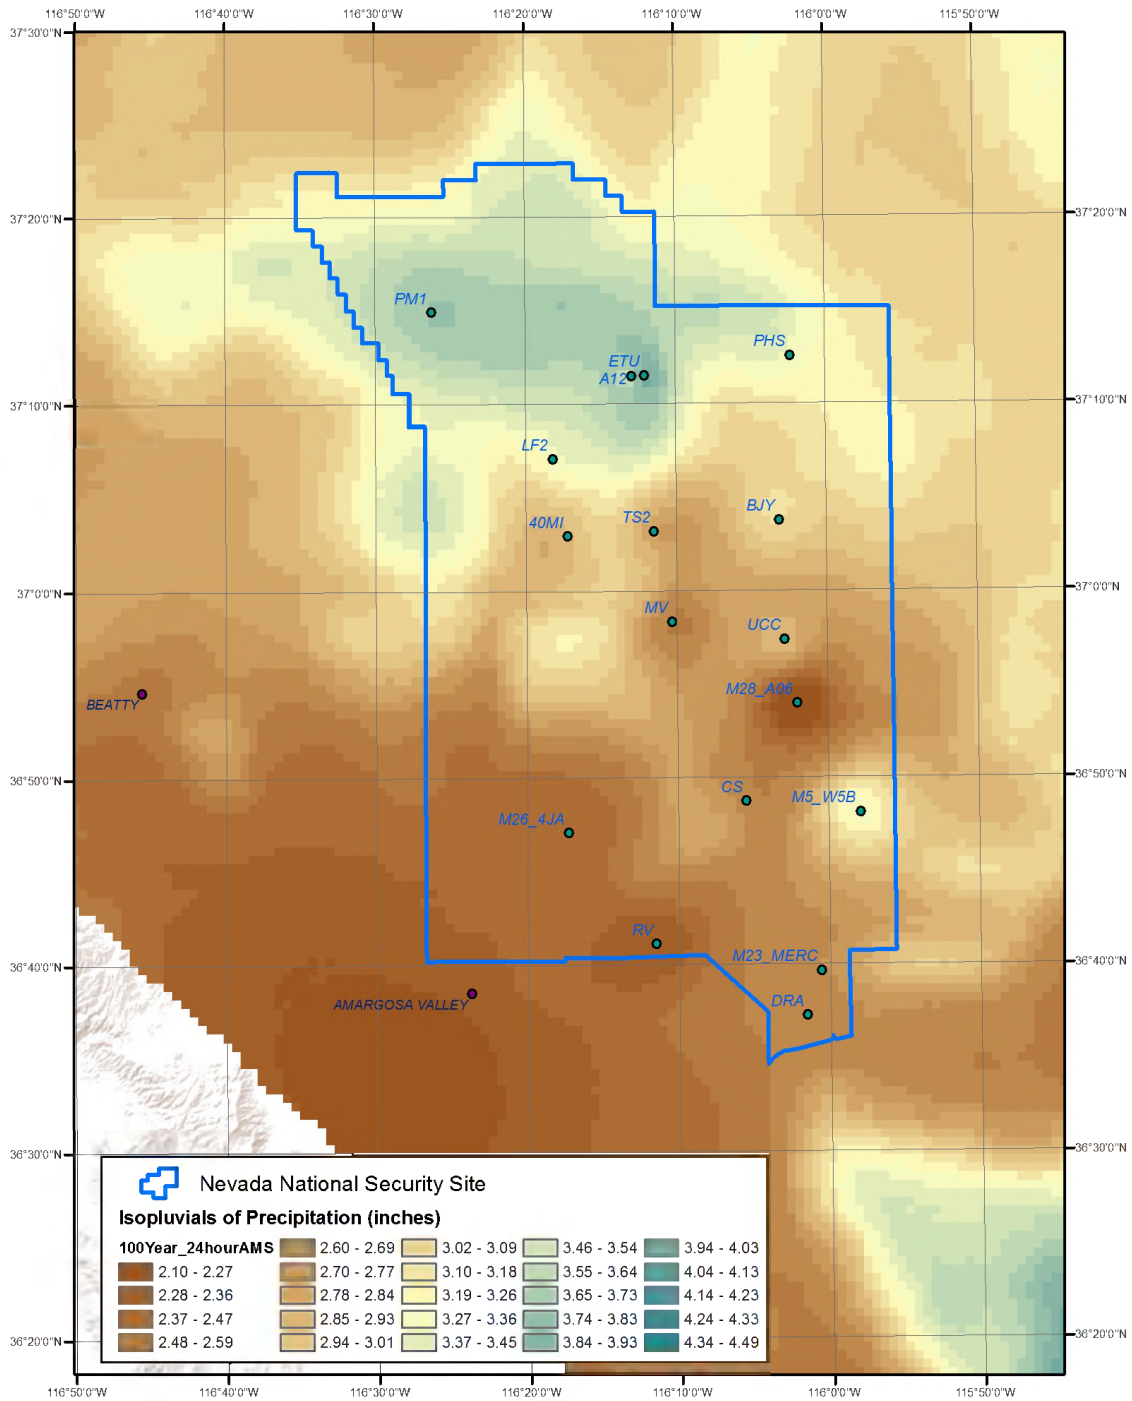 116°50'0"W 116°40'0"W 116°30'0"W 116°20'0"W 116°10'0"W 116°0'0"W 115°50'0"W
37°30'0"N
37°20'0"N 37°20'0"N
PM1
PHS
ETU
A12
37°10'0"N 37°10'0"N
LF2
BJY
40MI TS2
37°0'0"N 37°0'0"N
MV
UCC
M28_A06
BEATTY
36°50'0"N 36°50'0"N
CS M5_W5B
M26_4JA
RV
M23_MERC
36°40'0"N 36°40'0"N
AMARGOSA VALLEY DRA
36°30'0"N 36°30'0"N
Nevada National Security Site
Isopluvials of Precipitation (inches)
100Year_24hourAMS 2.60 - 2.69 3.02 - 3.09 3.46 - 3.54 3.94 - 4.03
2.10 - 2.27 2.70 - 2.77 3.10 - 3.18 3.55 - 3.64 4.04 - 4.13
2.28 - 2.36 2.78 - 2.84 3.19 - 3.26 3.65 - 3.73 4.14 - 4.23
2.37 - 2.47 2.85 - 2.93 3.27 - 3.36 3.74 - 3.83 4.24 - 4.33
2.48 - 2.59 2.94 - 3.01 3.37 - 3.45 3.84 - 3.93 4.34 - 4.49
36°20'0"N 36°20'0"N
116°50'0"W 116°40'0"W 116°30'0"W 116°20'0"W 116°10'0"W 116°0'0"W 115°50'0"W